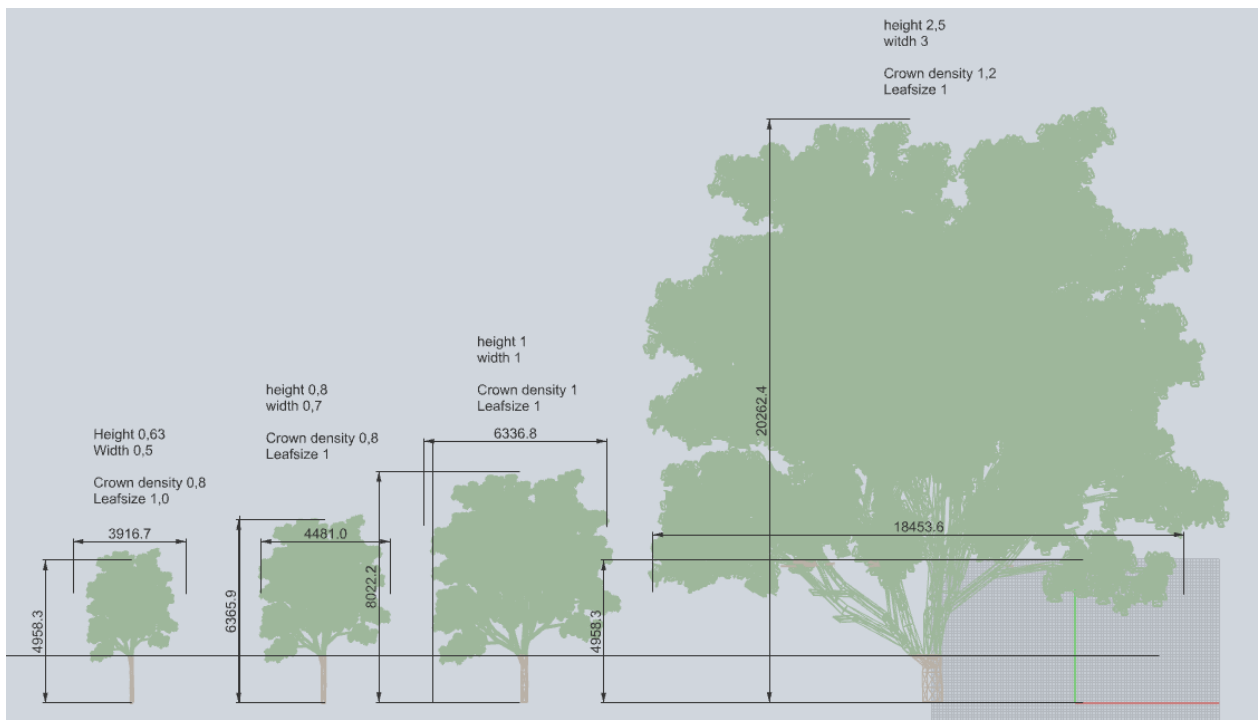 height 2,5
witdh 3
Crown density 1,2
Leafsize 1
20262.4
18453.6
height 1
width 1
Crown density 1
Leafsize 1
6336.8
8022.2
4958.3
height 0,8
width 0,7
Crown density 0,8
Leafsize 1
4481.0
6365.9
Height 0,63
Width 0,5
Crown density 0,8
Leafsize 1,0
3916.7
4958.3